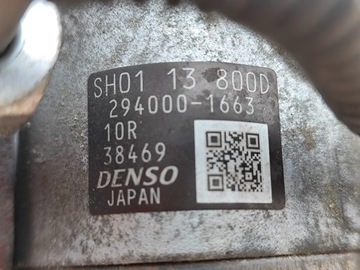 SH01 13 800D
294000-1663
10R
38469
DENSO
JAPAN